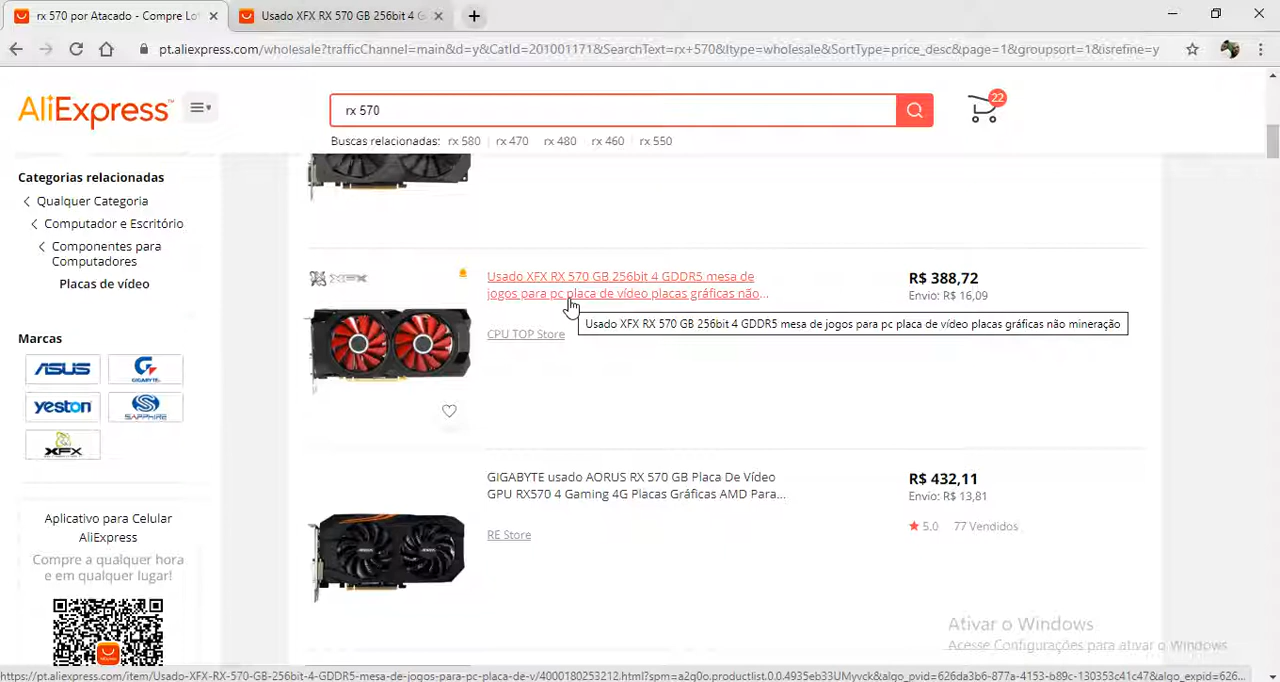 rx 570 por Atacado - Compre Lo
Usado XFX RX 570 GB 256bit 4 G
pt.aliexpress.com/wholesale?trafficChannel=main&d=y&CatId=201001171&SearchText=rx+570&ltype=wholesale&SortType=price_desc&page=1&groupsort=1&isrefine=y
AliExpress
rx 570
22
Buscas relacionadas: rx 580 rx 470 rx 480 rx 460 rx 550
Categorias relacionadas
Qualquer Categoria
Computador e Escritório
Componentes para
Computadores
Placas de vídeo
Marcas
ASUS
GIGABYTE
yeston
SAPPHIRE
XFX
Aplicativo para Celular
AliExpress
Compre a qualquer hora
e em qualquer lugar!
XFX
Usado XFX RX 570 GB 256bit 4 GDDR5 mesa de
jogos para pc placa de vídeo placas gráficas não...
R$ 388,72
Envio: R$ 16,09
Usado XFX RX 570 GB 256bit 4 GDDR5 mesa de jogos para pc placa de vídeo placas gráficas não mineração
CPU TOP Store
GIGABYTE usado AORUS RX 570 GB Placa De Vídeo
GPU RX570 4 Gaming 4G Placas Gráficas AMD Para...
R$ 432,11
Envio: R$ 13,81
5.0 77 Vendidos
RE Store
Ativar o Windows
Acesse Configurações para ativar o Windows.
https://pt.aliexpress.com/item/Usado-XFX-RX-570-GB-256bit-4-GDDR5-mesa-de-jogos-para-pc-placa-de-v/4000180253212.html?spm=a2g0o.productlist.0.0.4935eb33UMyvck&algo_pvid=626da3b6-877a-4153-b89c-130353c41c47&algo_expid=626...